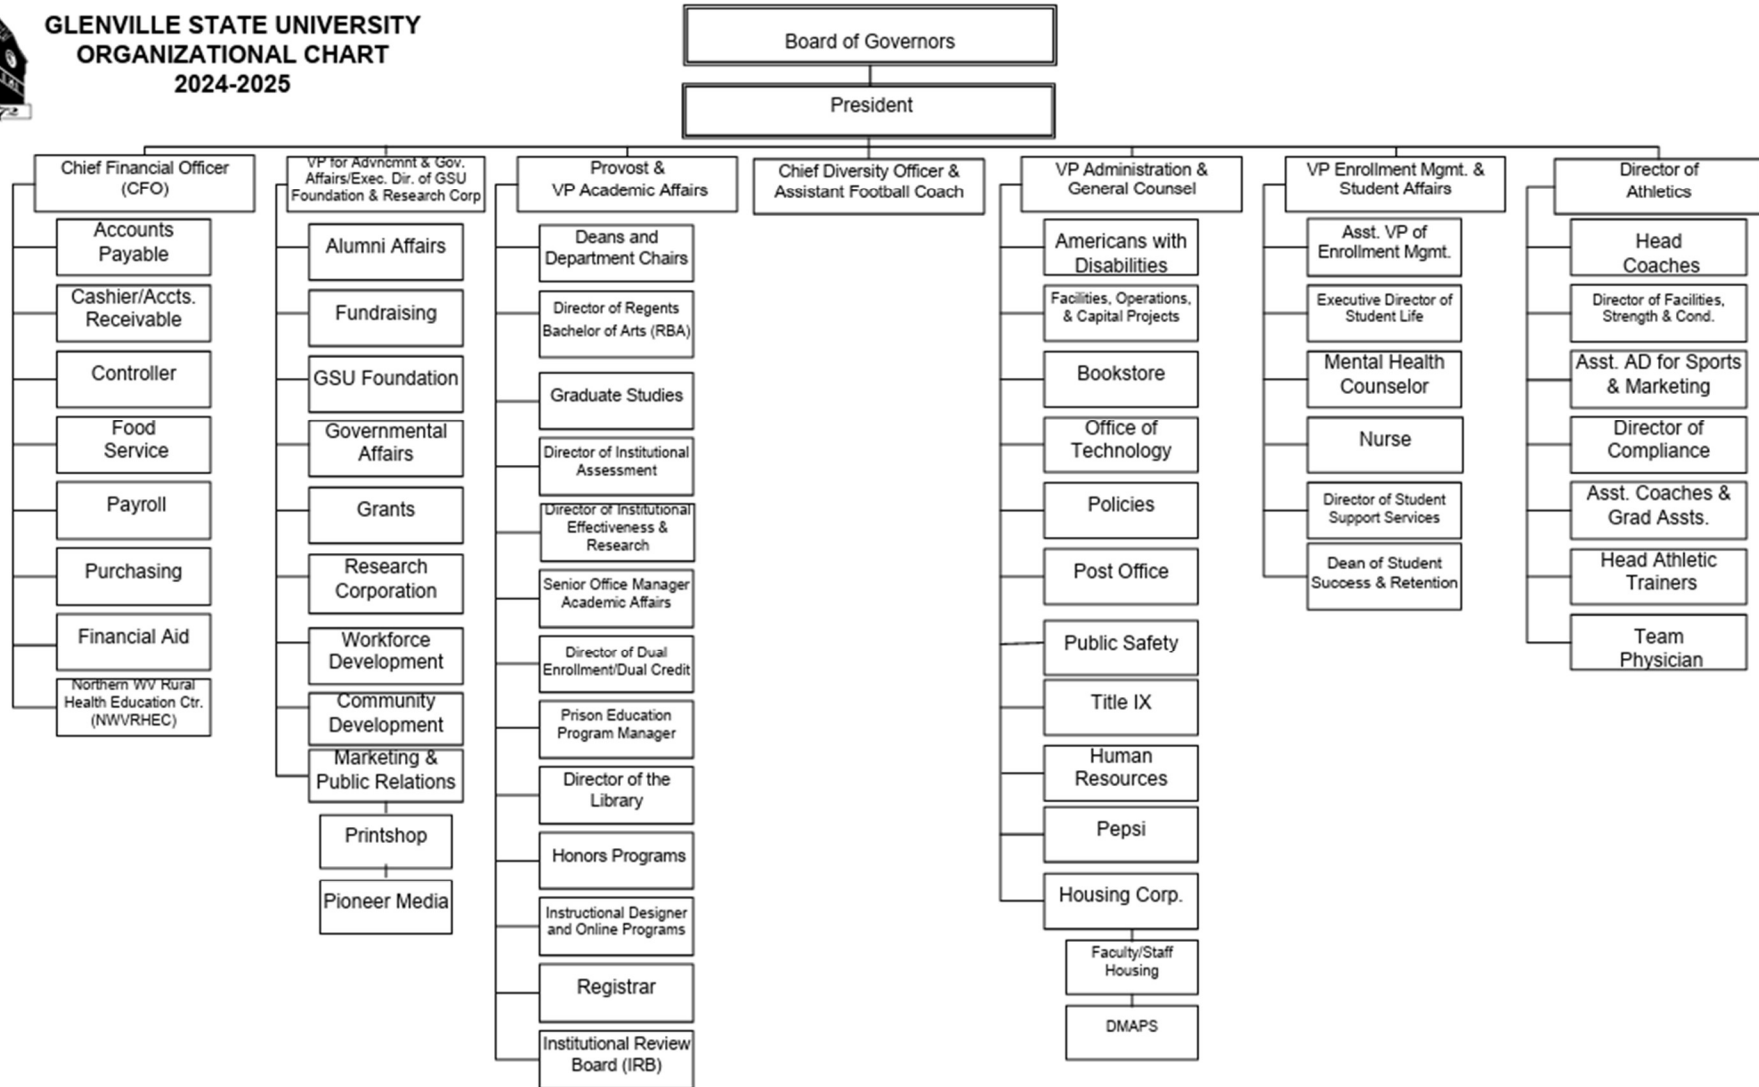 GLENVILLE STATE UNIVERSITY
ORGANIZATIONAL CHART
2024-2025
Board of Governors
President
Chief Financial Officer
(CFO)
Accounts
Payable
Cashier/Accts.
Receivable
Controller
Food
Service
Payroll
Purchasing
Financial Aid
Northern WV Rural
Health Education Ctr.
(NWVRHEC)
VP for Advncmnt & Gov.
Affairs/Exec. Dir. of GSU
Foundation & Research Corp
Alumni Affairs
Fundraising
GSU Foundation
Governmental
Affairs
Grants
Research
Corporation
Workforce
Development
Community
Development
Marketing &
Public Relations
Printshop
Pioneer Media
Provost &
VP Academic Affairs
Deans and
Department Chairs
Director of Regents
Bachelor of Arts (RBA)
Graduate Studies
Director of Institutional
Assessment
Director of Institutional
Effectiveness &
Research
Senior Office Manager
Academic Affairs
Director of Dual
Enrollment/Dual Credit
Prison Education
Program Manager
Director of the
Library
Honors Programs
Instructional Designer
and Online Programs
Registrar
Institutional Review
Board (IRB)
Chief Diversity Officer &
Assistant Football Coach
VP Administration &
General Counsel
Americans with
Disabilities
Facilities, Operations,
& Capital Projects
Bookstore
Office of
Technology
Policies
Post Office
Public Safety
Title IX
Human
Resources
Pepsi
Housing Corp.
Faculty/Staff
Housing
DMAPS
VP Enrollment Mgmt. &
Student Affairs
Asst. VP of
Enrollment Mgmt.
Executive Director of
Student Life
Mental Health
Counselor
Nurse
Director of Student
Support Services
Dean of Student
Success & Retention
Director of
Athletics
Head
Coaches
Director of Facilities,
Strength & Cond.
Asst. AD for Sports
& Marketing
Director of
Compliance
Asst. Coaches &
Grad Assts.
Head Athletic
Trainers
Team
Physician